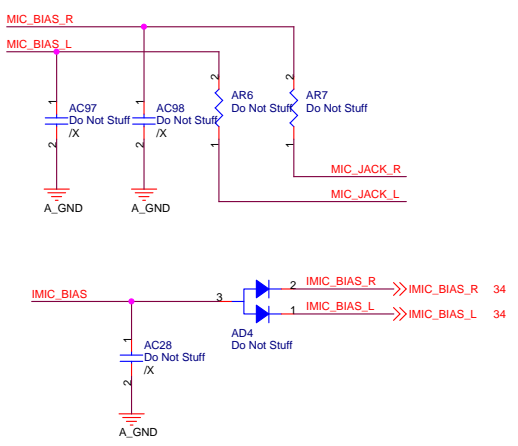 MIC_BIAS_R
MIC_BIAS_L
2
2
AR6
Do Not Stuff
AR7
Do Not Stuff
1
AC97
Do Not Stuff
/X
2
1
AC98
Do Not Stuff
/X
2
1
1
MIC_JACK_R
MIC_JACK_L
A_GND
A_GND
IMIC_BIAS
3
2
IMIC_BIAS_R
IMIC_BIAS_R 34
1
IMIC_BIAS_L
IMIC_BIAS_L 34
AD4
Do Not Stuff
1
AC28
Do Not Stuff
/X
2
A_GND